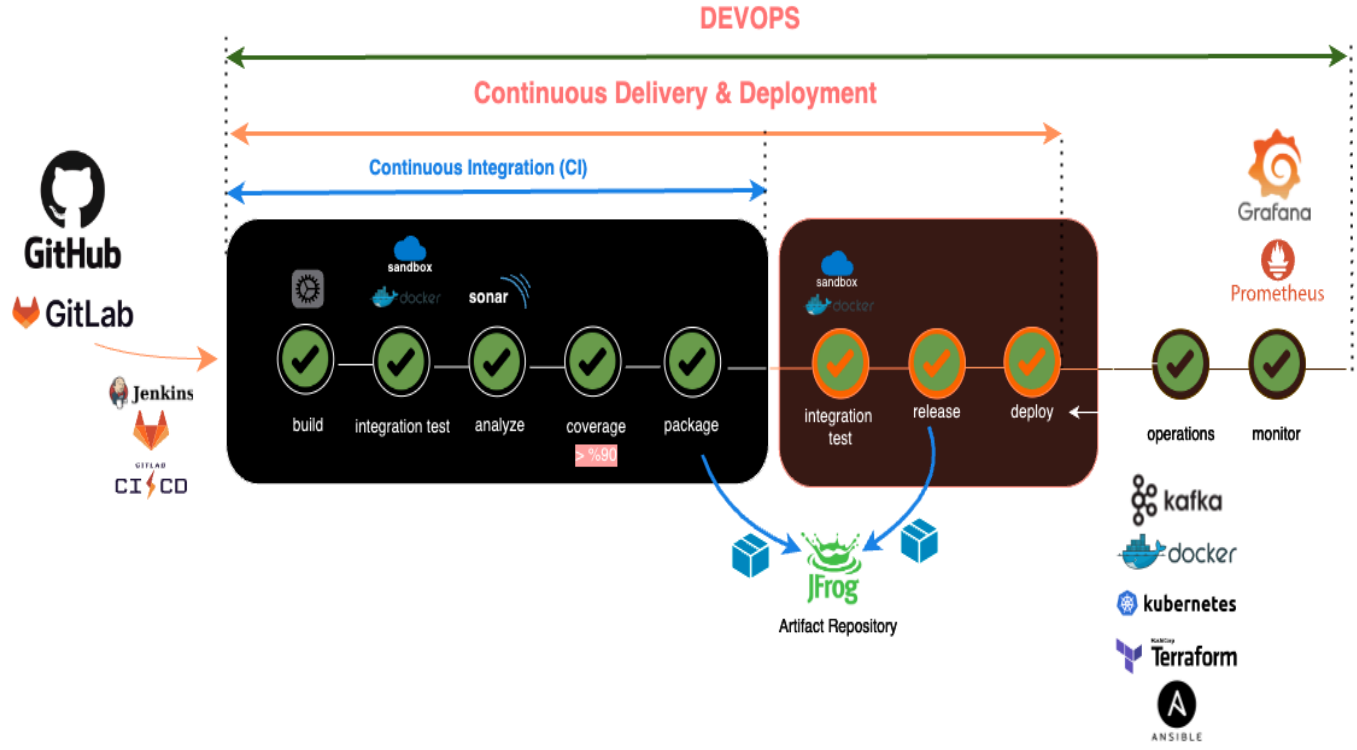 DEVOPS
Continuous Delivery & Deployment
Continuous Integration (CI)
GitHub
GitLab
Jenkins
GITLAB
CI CD
sandbox
docker
sonar
build
integration test
analyze
coverage
> %90
package
sandbox
docker
integration
test
release
deploy
JFrog
Artifact Repository
Grafana
Prometheus
operations
monitor
kafka
docker
kubernetes
HashiCorp
Terraform
ANSIBLE